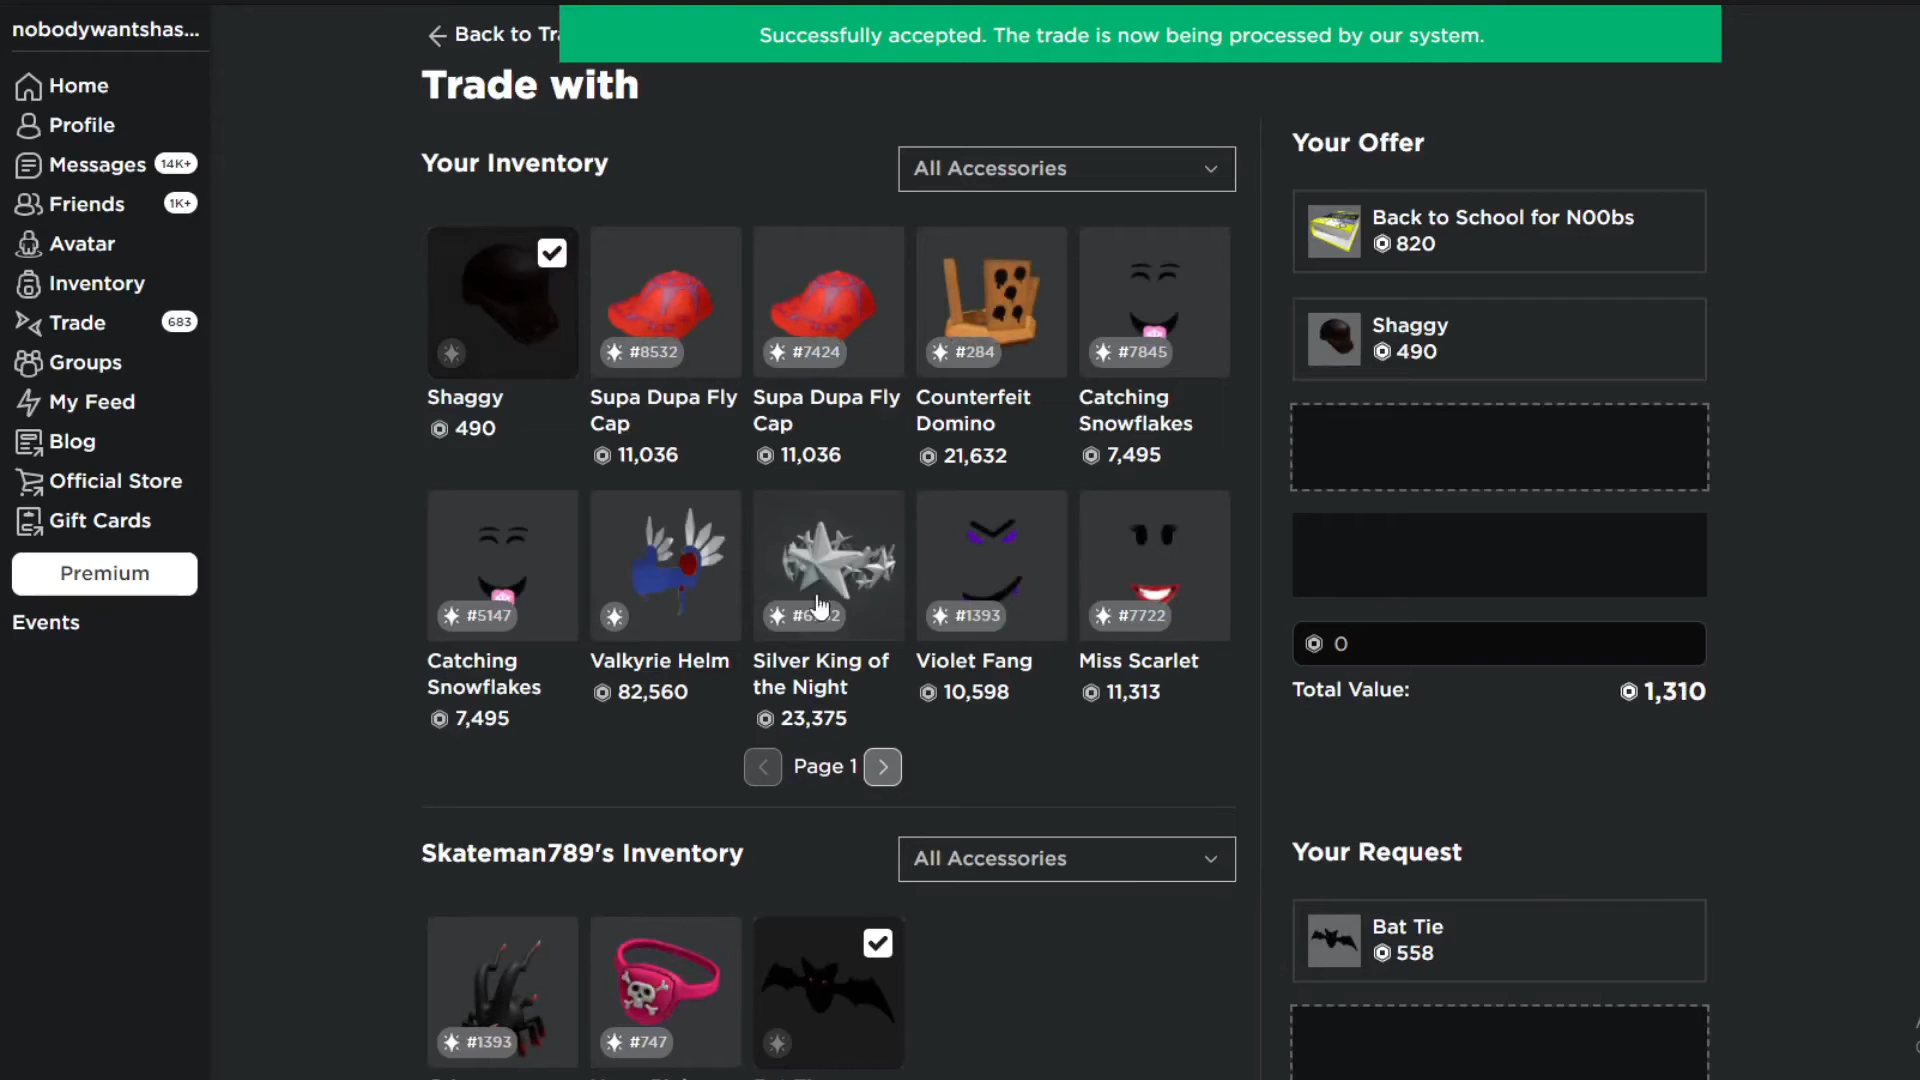 nobodywantshas...
Home
Profile
Messages 14K+
Friends 1K+
Avatar
Inventory
Trade 683
Groups
My Feed
Blog
Official Store
Gift Cards
Premium
Events
Back to Tr
Successfully accepted. The trade is now being processed by our system.
Trade with
Your Inventory
All Accessories
#8532
#7424
#284
#7845
Shaggy
490
Supa Dupa Fly
Cap
11,036
Supa Dupa Fly
Cap
11,036
Counterfeit
Domino
21,632
Catching
Snowflakes
7,495
#5147
#1393
#7722
Catching
Snowflakes
7,495
Valkyrie Helm
82,560
Silver King of
the Night
23,375
Violet Fang
10,598
Miss Scarlet
11,313
Page 1
Skateman789's Inventory
All Accessories
#1393
#747
Your Offer
Back to School for N00bs
820
Shaggy
490
0
Total Value: 1,310
Your Request
Bat Tie
558